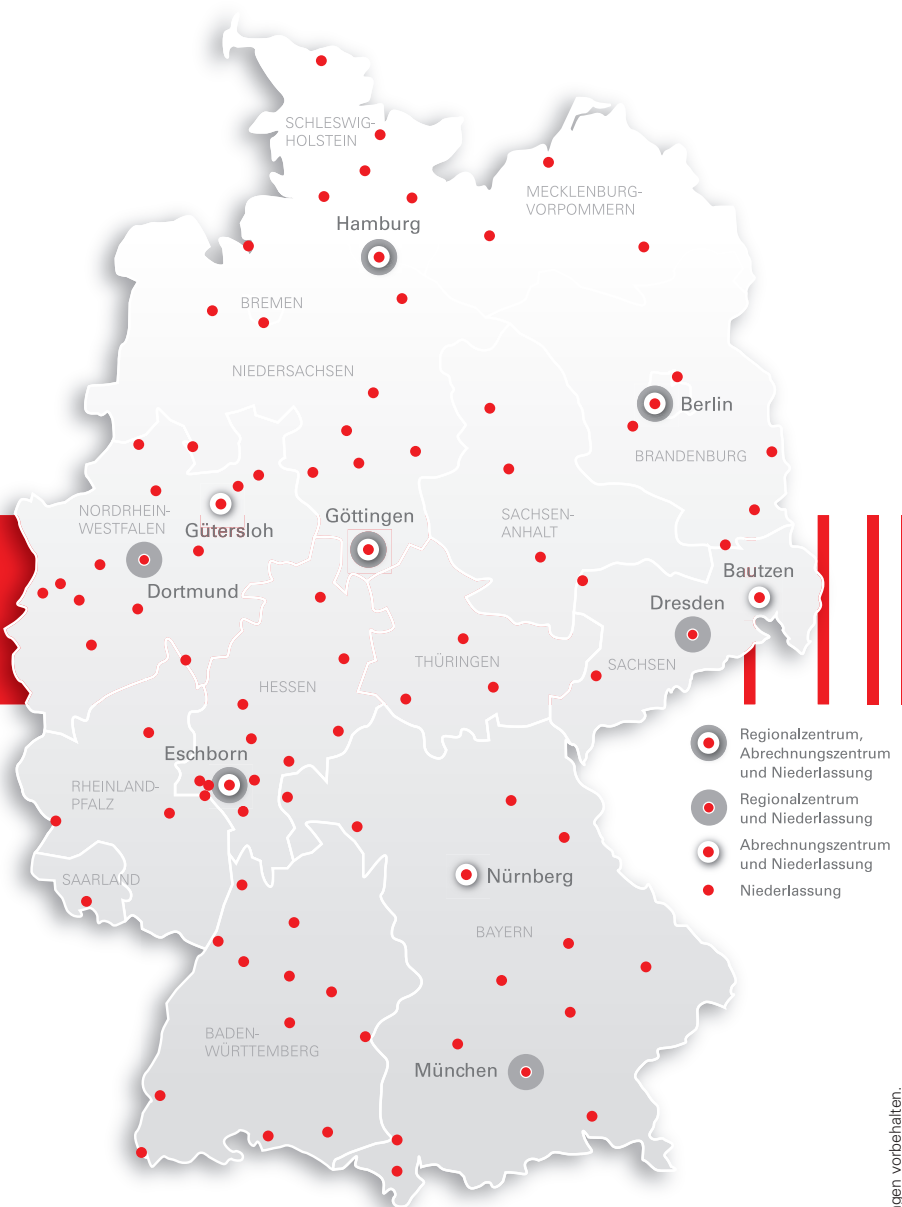 SCHLESWIG-
HOLSTEIN
MECKLENBURG-
VORPOMMERN
Hamburg
BREMEN
NIEDERSACHSEN
Berlin
BRANDENBURG
NORDRHEIN-
WESTFALEN
Gütersloh
Göttingen
SACHSEN-
ANHALT
Bautzen
Dortmund
Dresden
THÜRINGEN
SACHSEN
HESSEN
Eschborn
RHEINLAND-
PFALZ
Regionalzentrum,
Abrechnungszentrum
und Niederlassung
Regionalzentrum
und Niederlassung
Abrechnungszentrum
und Niederlassung
Niederlassung
SAARLAND
Nürnberg
BAYERN
BADEN-
WÜRTTEMBERG
München
vorbehalten.